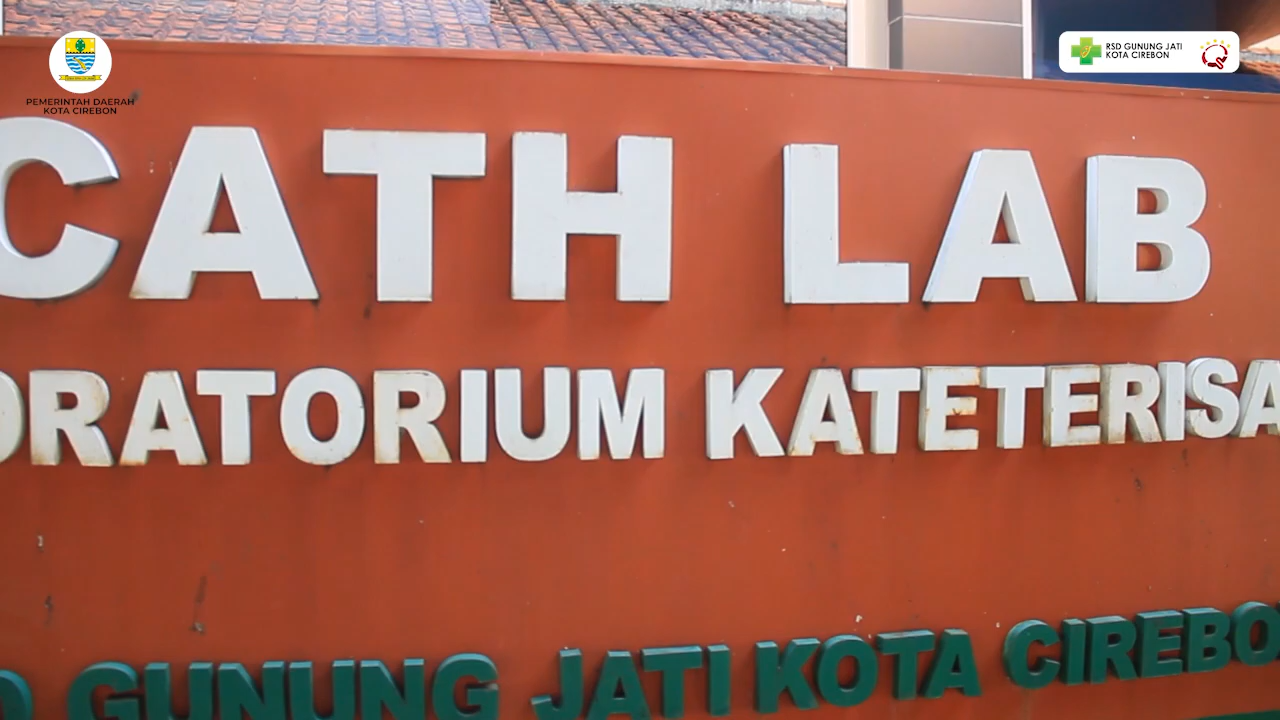 PEMERINTAH DAERAH
KOTA CIREBON
RSD GUNUNG JATI
KOTA CIREBON
CATH LAB
ORATORIUM KATETERISA
D GUNUNG JATI KOTA CIREBO